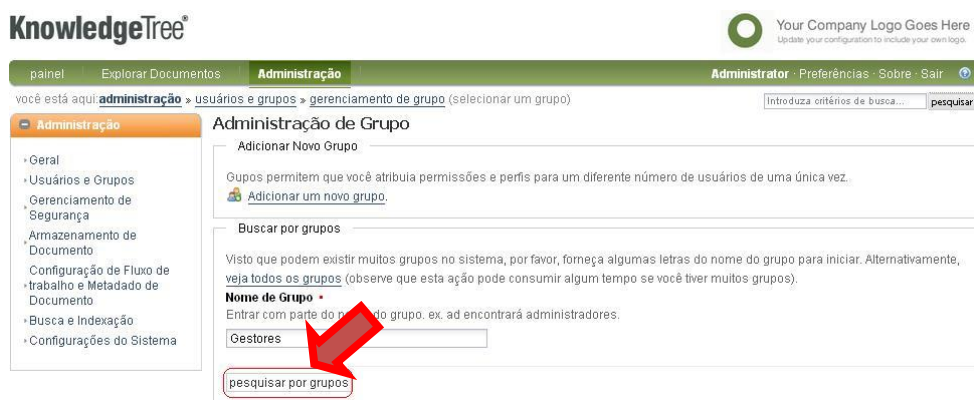 KnowledgeTree®
Your Company Logo Goes Here
Update your configuration to include your own logo.
painel Explorar Documentos Administração Administrator · Preferências · Sobre · Sair
você está aqui: administração » usuários e grupos » gerenciamento de grupo (selecionar um grupo)
Introduza critérios de busca... pesquisar
Administração
Geral
Usuários e Grupos
Gerenciamento de
Segurança
Armazenamento de
Documento
Configuração de Fluxo de
trabalho e Metadado de
Documento
Busca e Indexação
Configurações do Sistema
Administração de Grupo
Adicionar Novo Grupo
Gupos permitem que você atribuia permissões e perfis para um diferente número de usuários de uma única vez.
Adicionar um novo grupo.
Buscar por grupos
Visto que podem existir muitos grupos no sistema, por favor, forneça algumas letras do nome do grupo para iniciar. Alternativamente,
veja todos os grupos (observe que esta ação pode consumir algum tempo se você tiver muitos grupos).
Nome de Grupo
Entrar com parte do do grupo. ex. ad encontrará administradores.
Gestores
pesquisar por grupos